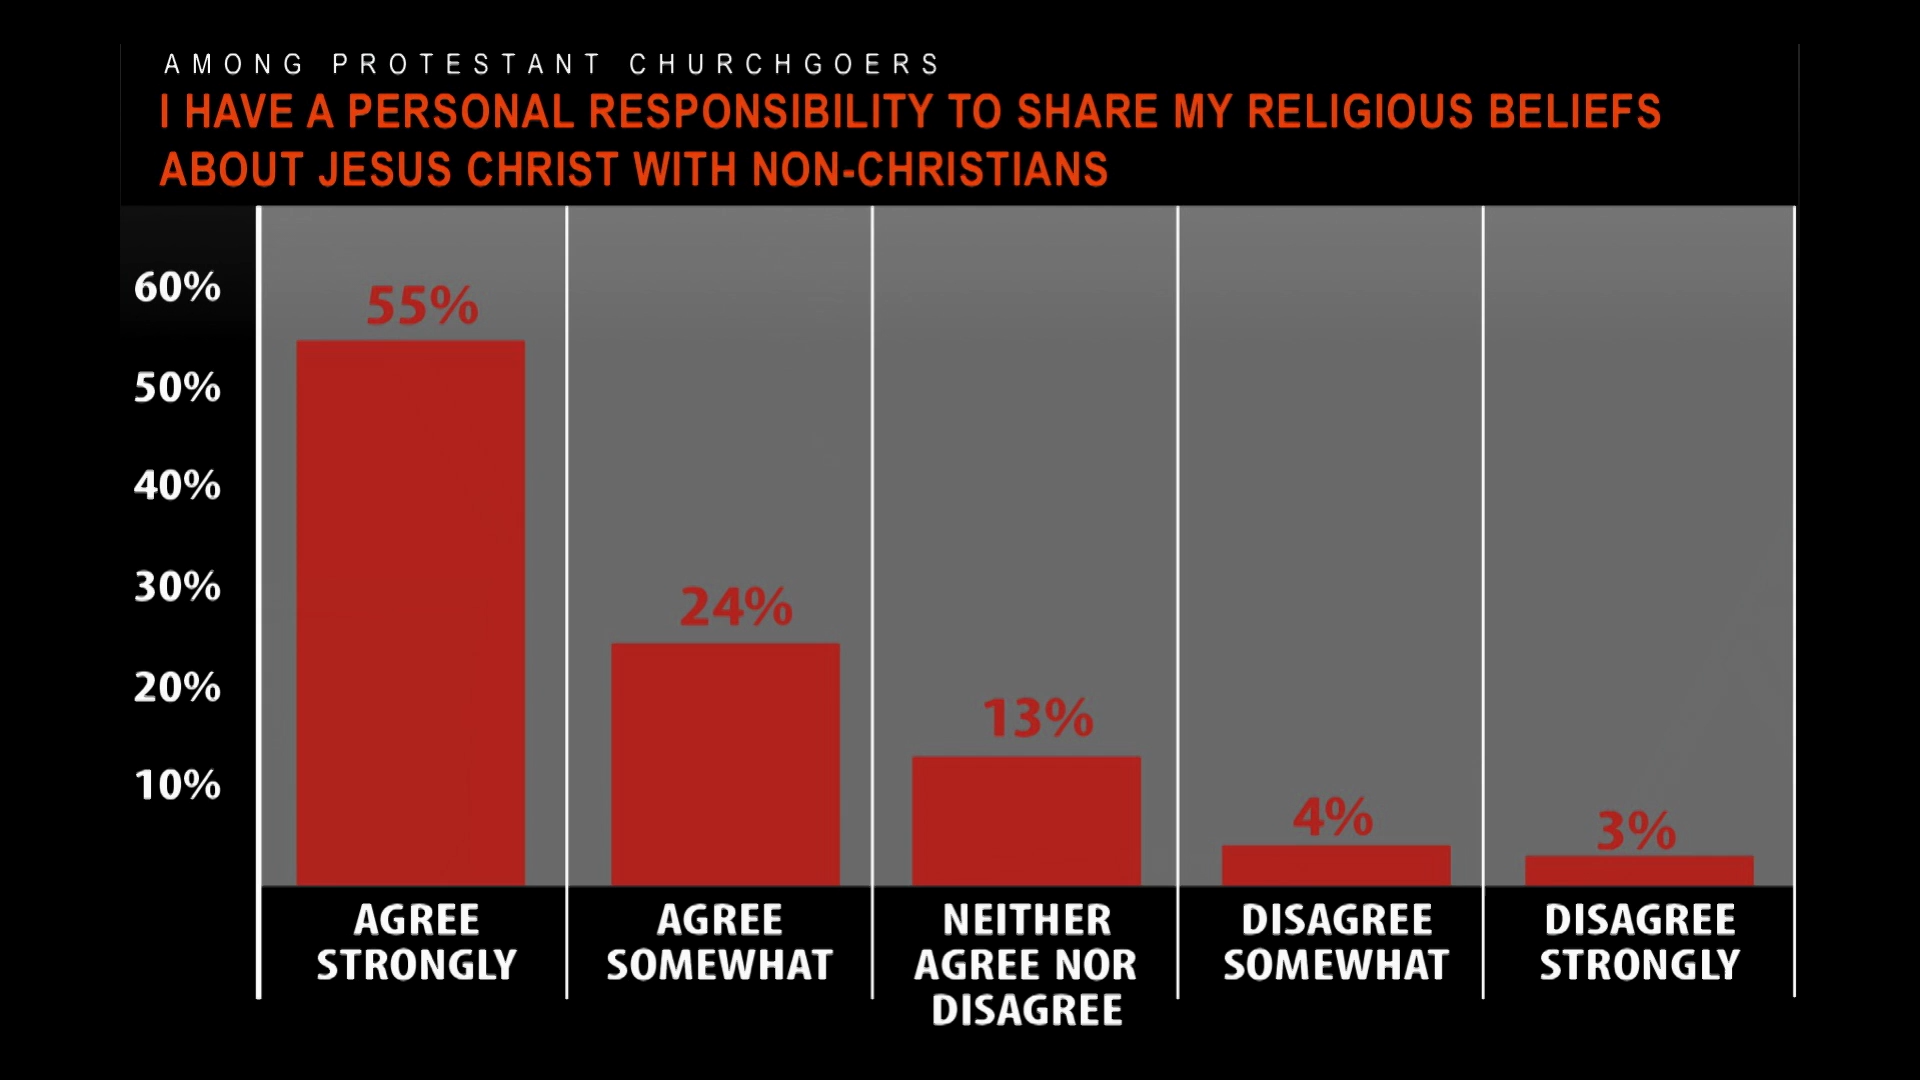 AMONG PROTESTANT CHURCHGOERS
I HAVE A PERSONAL RESPONSIBILITY TO SHARE MY RELIGIOUS BELIEFS
ABOUT JESUS CHRIST WITH NON-CHRISTIANS
60%
50%
40%
30%
20%
10%
55%
24%
13%
4%
3%
AGREE
STRONGLY
AGREE
SOMEWHAT
NEITHER
AGREE NOR
DISAGREE
DISAGREE
SOMEWHAT
DISAGREE
STRONGLY